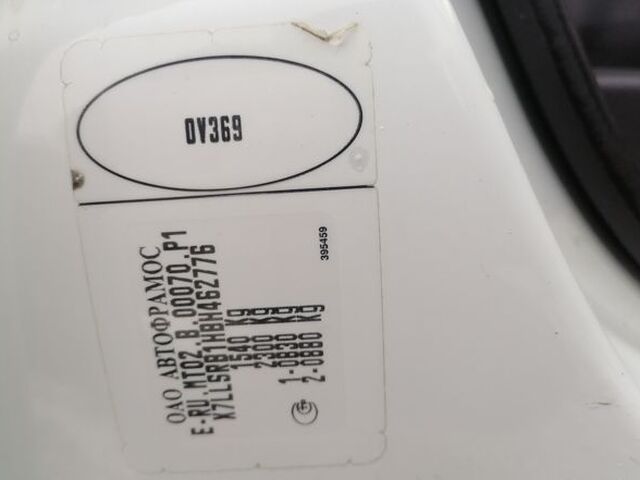 0V369
ОАО АВТОФРАМОС
E-RU.MT02.B.00070.P1
X7LLSRB1HBH462776
1540 Kg
2300 Kg
1-0830 Kg
2-0880 Kg
395459